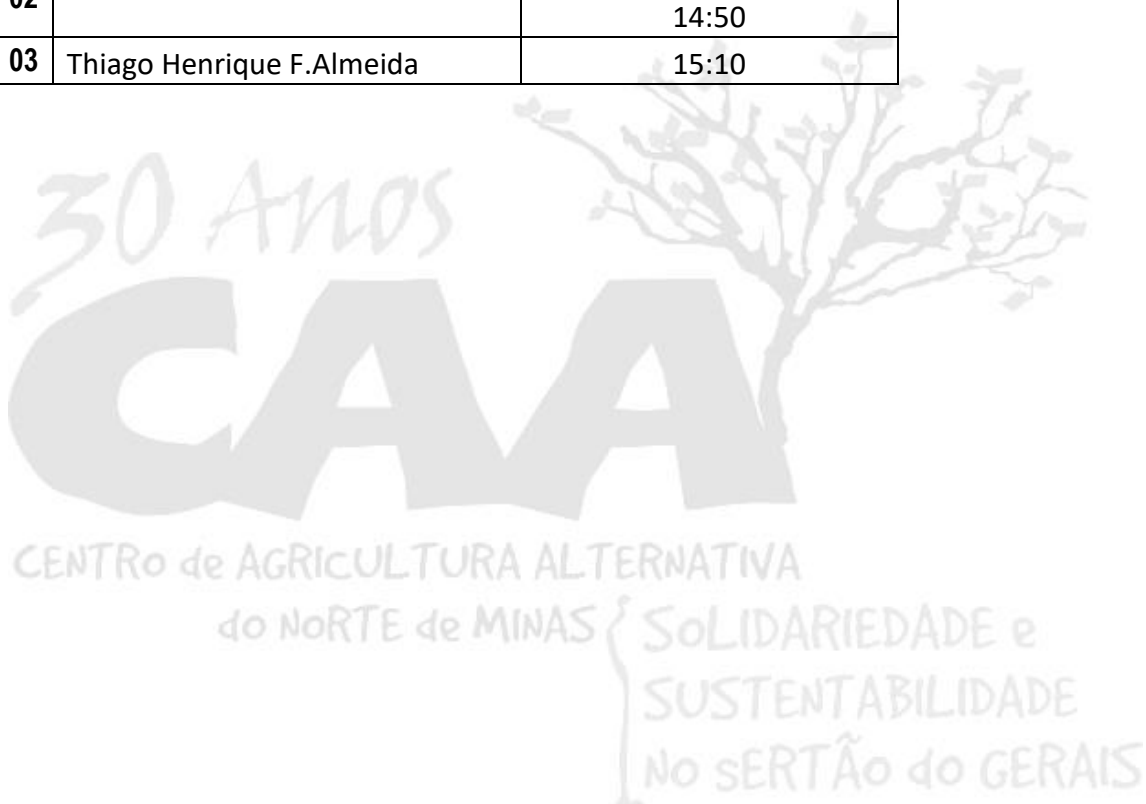 02
14:50
03 Thiago Henrique F.Almeida 15:10
30 Anos
CAA
CENTRO de AGRICULTURA ALTERNATIVA
do NORTE de MINAS
SOLIDARIEDADE e
SUSTENTABILIDADE
No SERTÃO do GERAIS